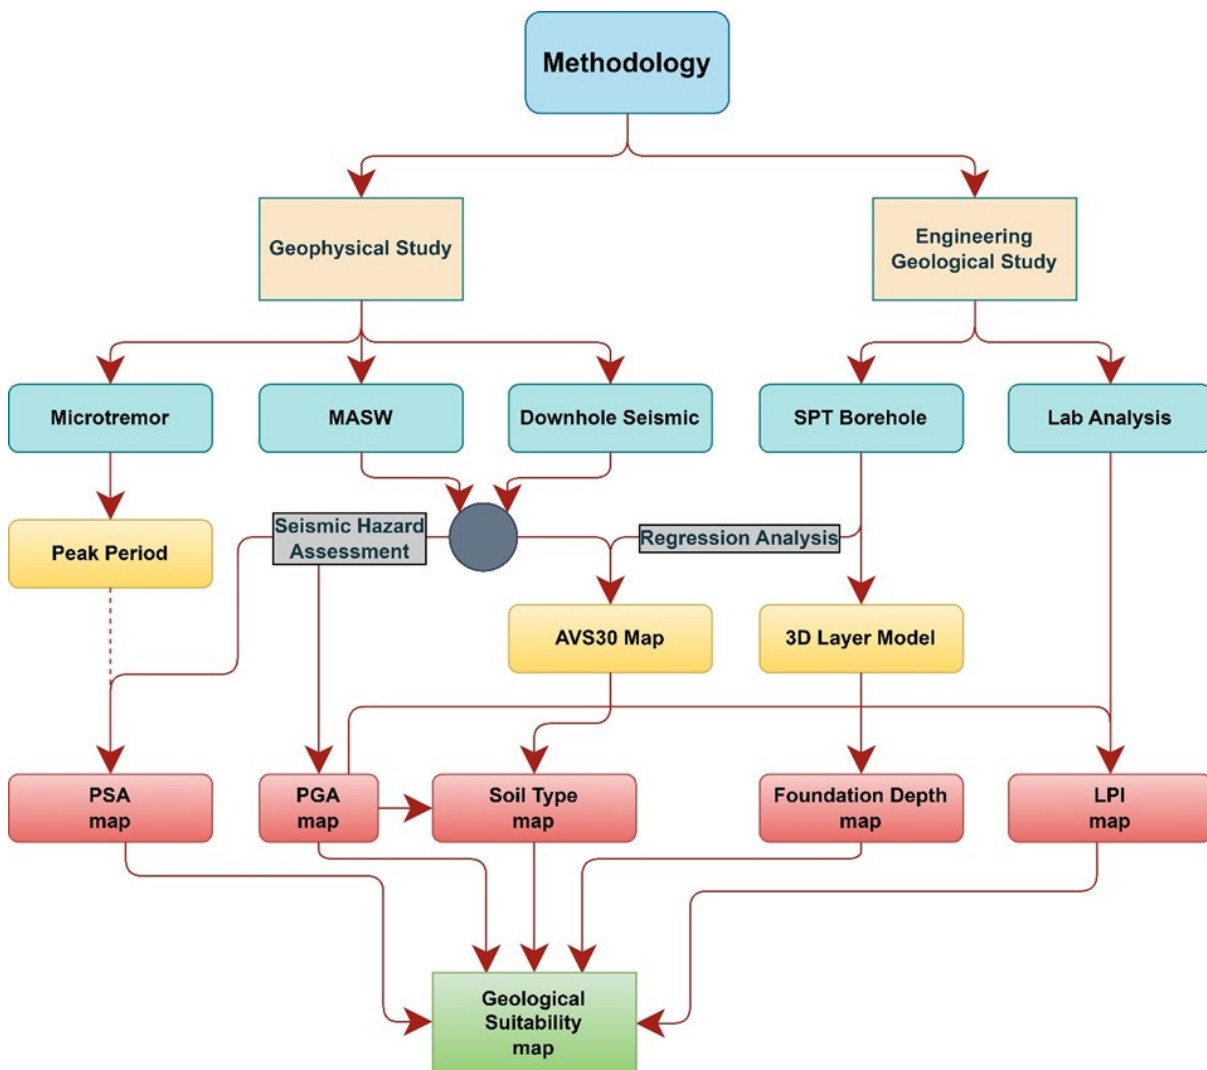 Methodology
Geophysical Study
Engineering
Geological Study
Microtremor
MASW
Downhole Seismic
SPT Borehole
Lab Analysis
Seismic Hazard
Assessment
Regression Analysis
Peak Period
AVS30 Map
3D Layer Model
PSA
map
PGA
map
Soil Type
map
Foundation Depth
map
LPI
map
Geological
Suitability
map